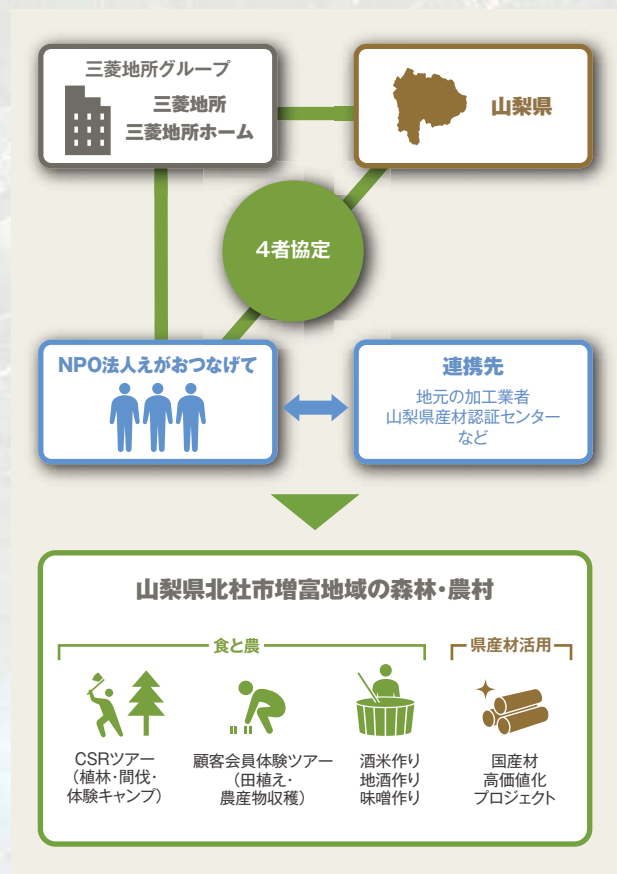 三菱地所グループ
三菱地所
三菱地所ホーム
山梨県
4者協定
NPO法人えがおつなげて
連携先
地元の加工業者
山梨県産材認証センター
など
山梨県北杜市増富地域の森林・農村
食と農
県産材活用
CSRツアー
（植林・間伐・
体験キャンプ）
顧客会員体験ツアー
（田植え・
農産物収穫）
酒米作り
地酒作り
味噌作り
国産材
高価値化
プロジェクト